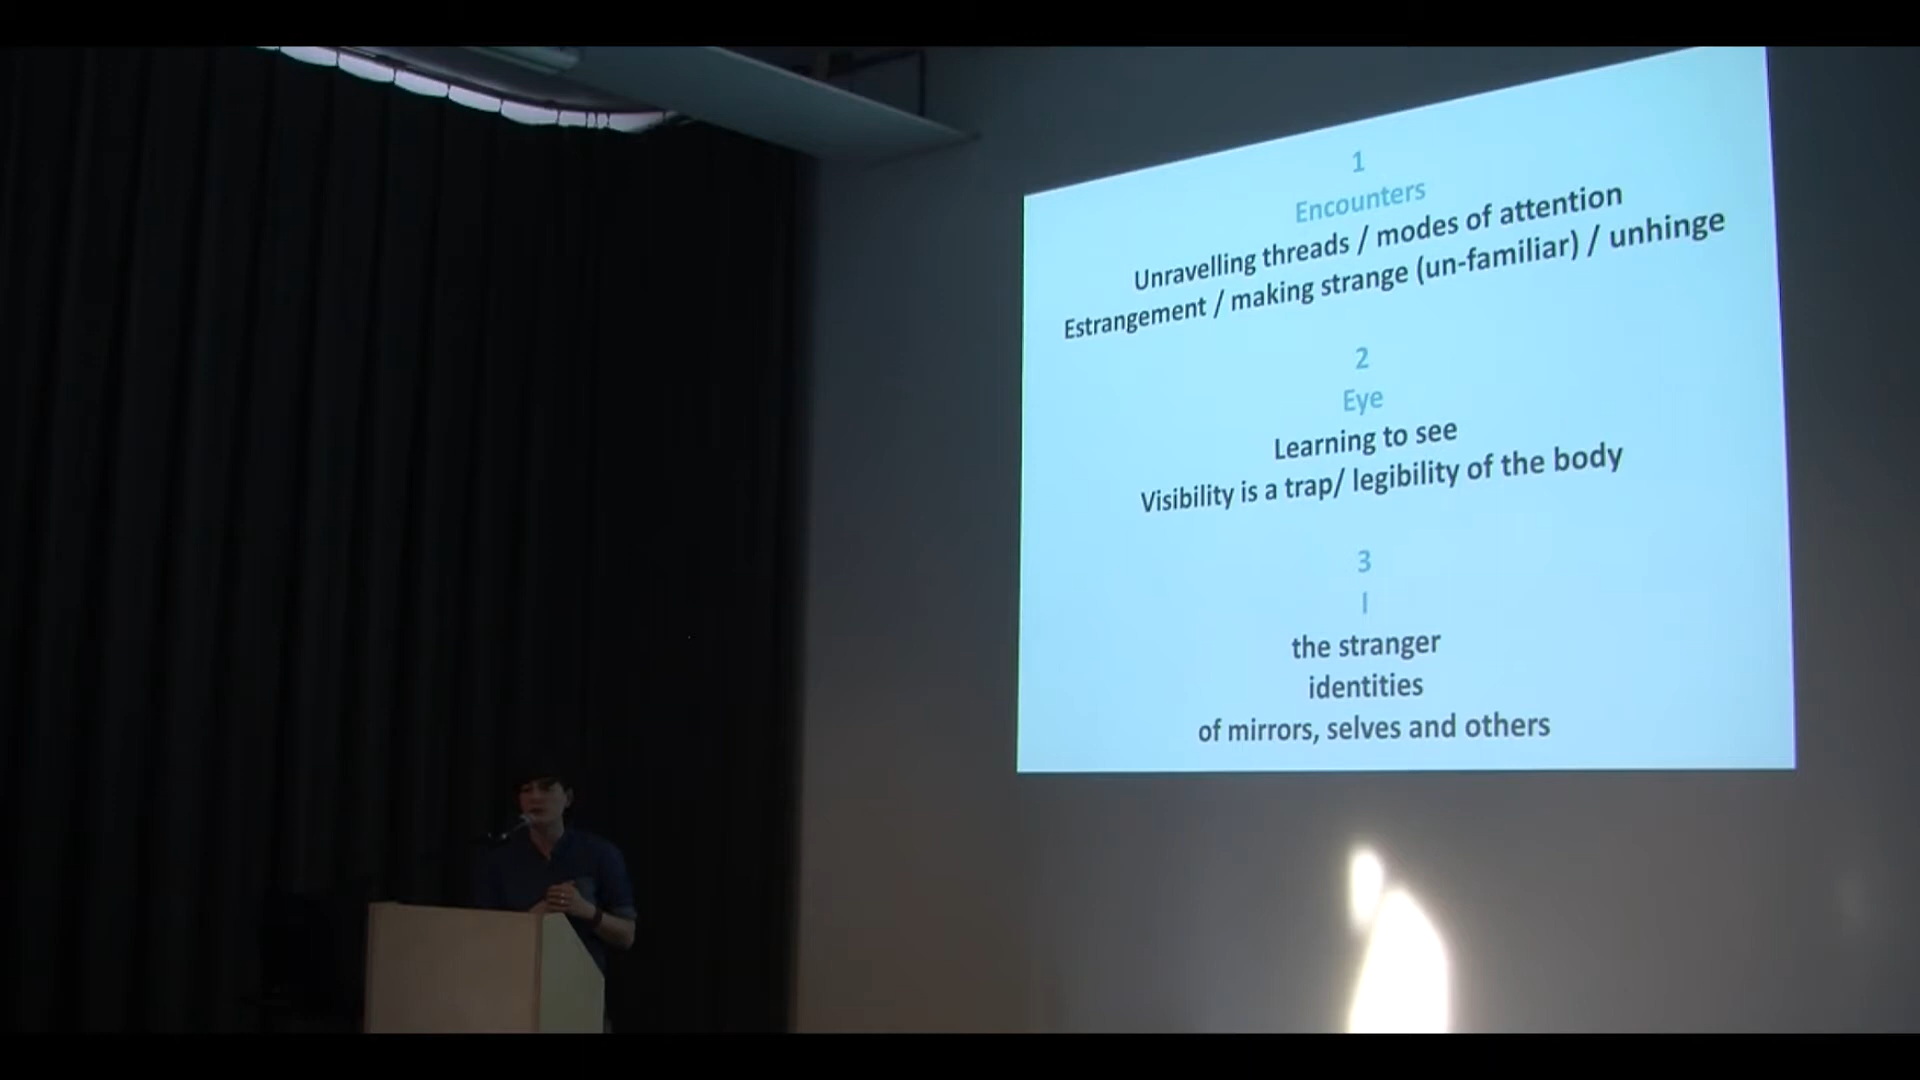 1
Encounters
Unravelling threads / modes of attention
Estrangement / making strange (un-familiar) / unhinge
2
Eye
Learning to see
Visibility is a trap/ legibility of the body
3
I
the stranger
identities
of mirrors, selves and others